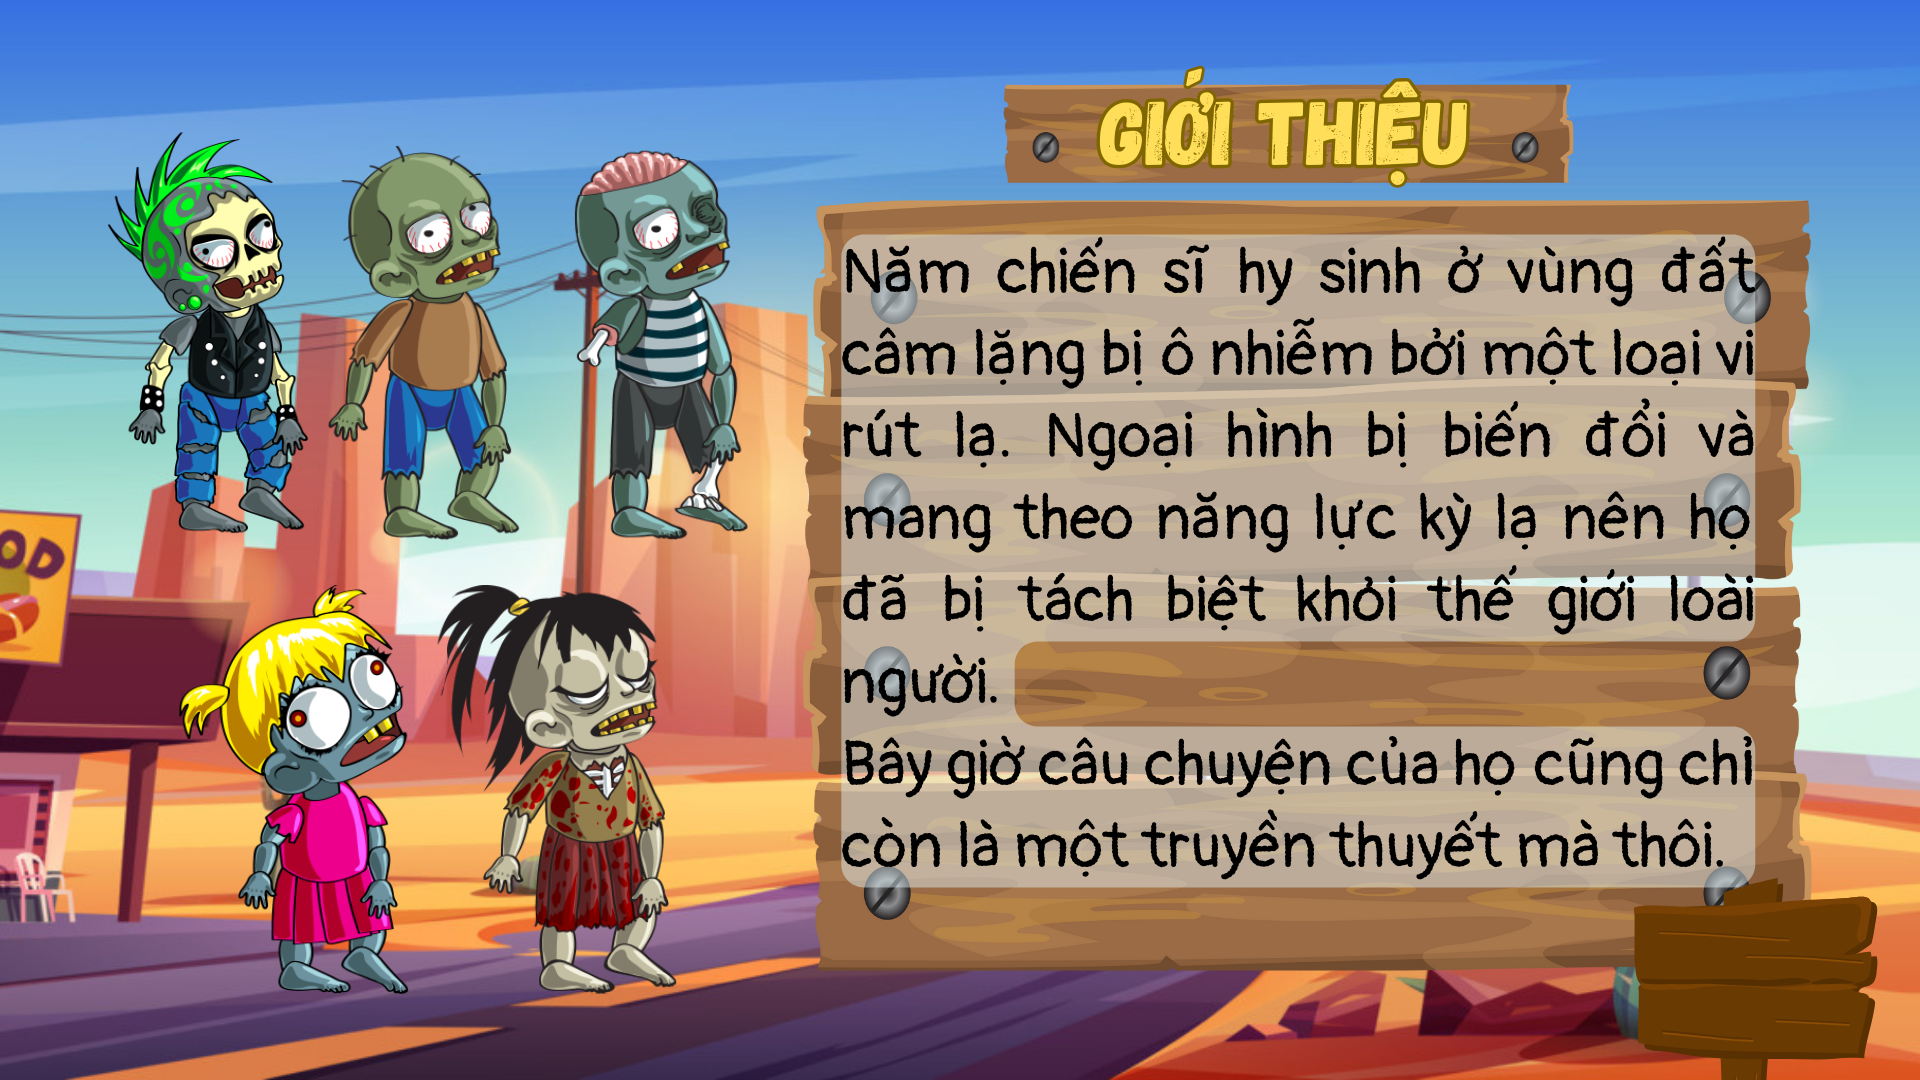 GIỚI THIỆU
Năm chiến sĩ hy sinh ở vùng đất
câm lặng bị ô nhiễm bởi một loại vi
rút lạ. Ngoại hình bị biến đổi và
mang theo năng lực kỳ lạ nên họ
đã bị tách biệt khỏi thế giới loài
người.
Bây giờ câu chuyện của họ cũng chỉ
còn là một truyền thuyết mà thôi.
OD